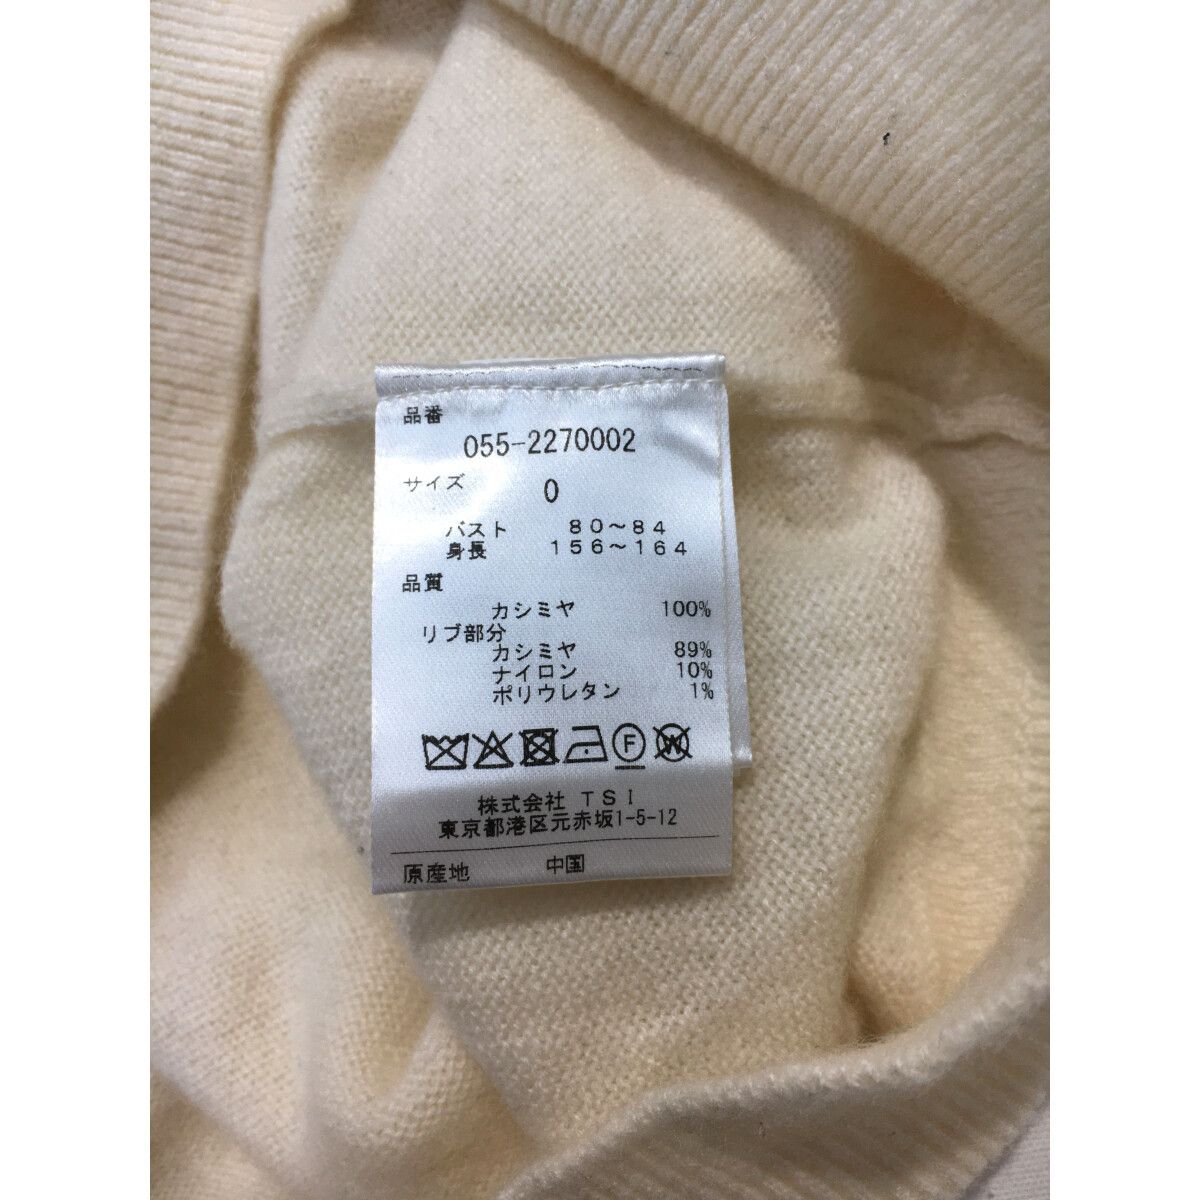 品番
055-2270002
サイズ 0
バスト 80～84
身長 156～164
品質
カシミヤ 100%
リブ部分
カシミヤ 89%
ナイロン 10%
ポリウレタン 1%
F W
株式会社 TSI
東京都港区元赤坂1-5-12
原産地 中国